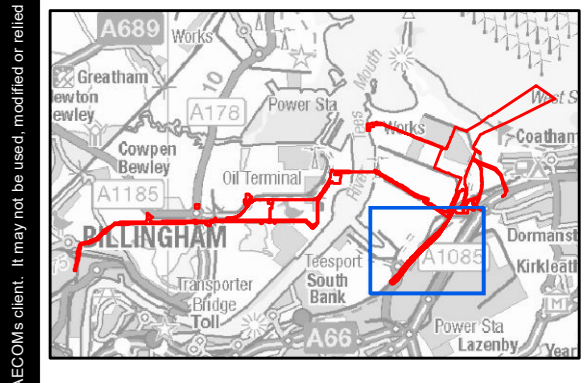 AECOMs client. It may not be used, modified or relied
A689
Works
Greatham
ewton
ewley
10
A178
Mouth
Power Sta
Tees
West S
Works
Coatham
Cowpen
Bewley
Oil Terminal
River
A1185
BILLINGHAM
Dormanst
Teesport
A1085
Kirkleat
South
Bank
Transporter
Bridge
Toll
A66
Power Sta
Lazenby
Year